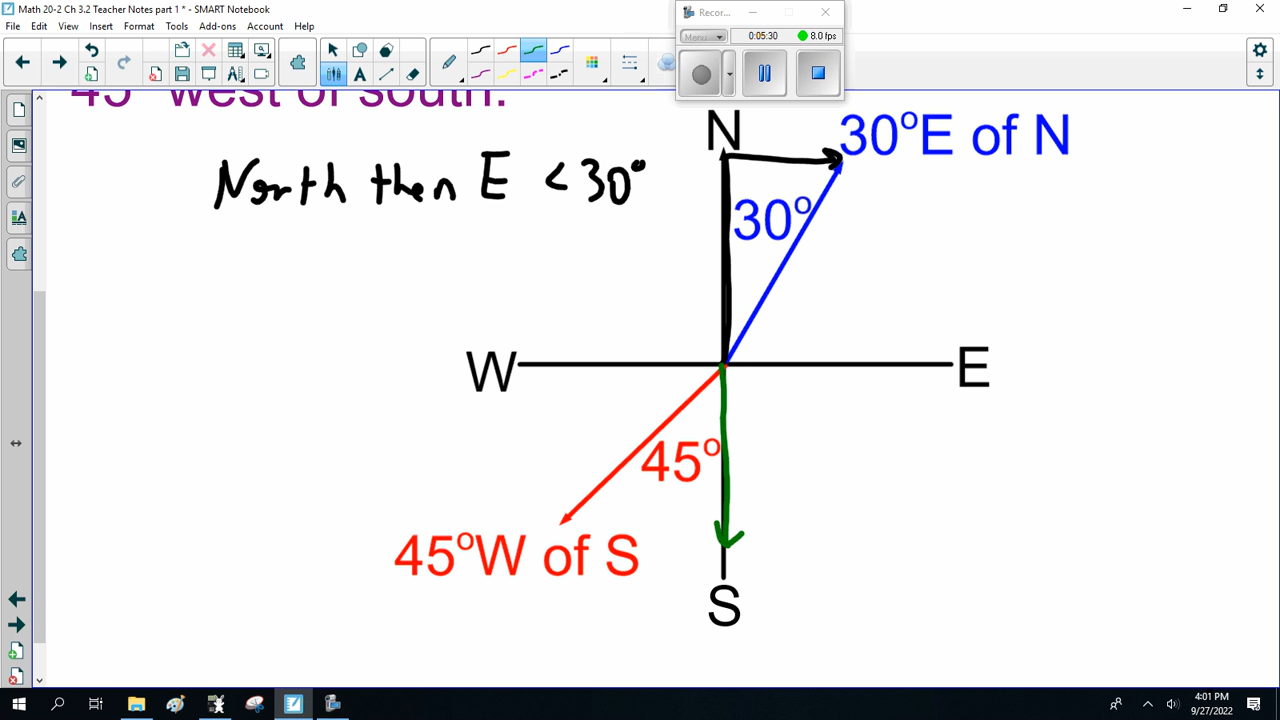 Math 20-2 Ch 3.2 Teacher Notes part 1 * - SMART Notebook
File Edit View Insert Format Tools Add-ons Account Help
Recor...
Menu 0:05:30 8.0 fps
45° west of south.
N
30°E of N
North then E < 30°
30°
W
E
45°
45°W of S
S
4:01 PM
9/27/2022